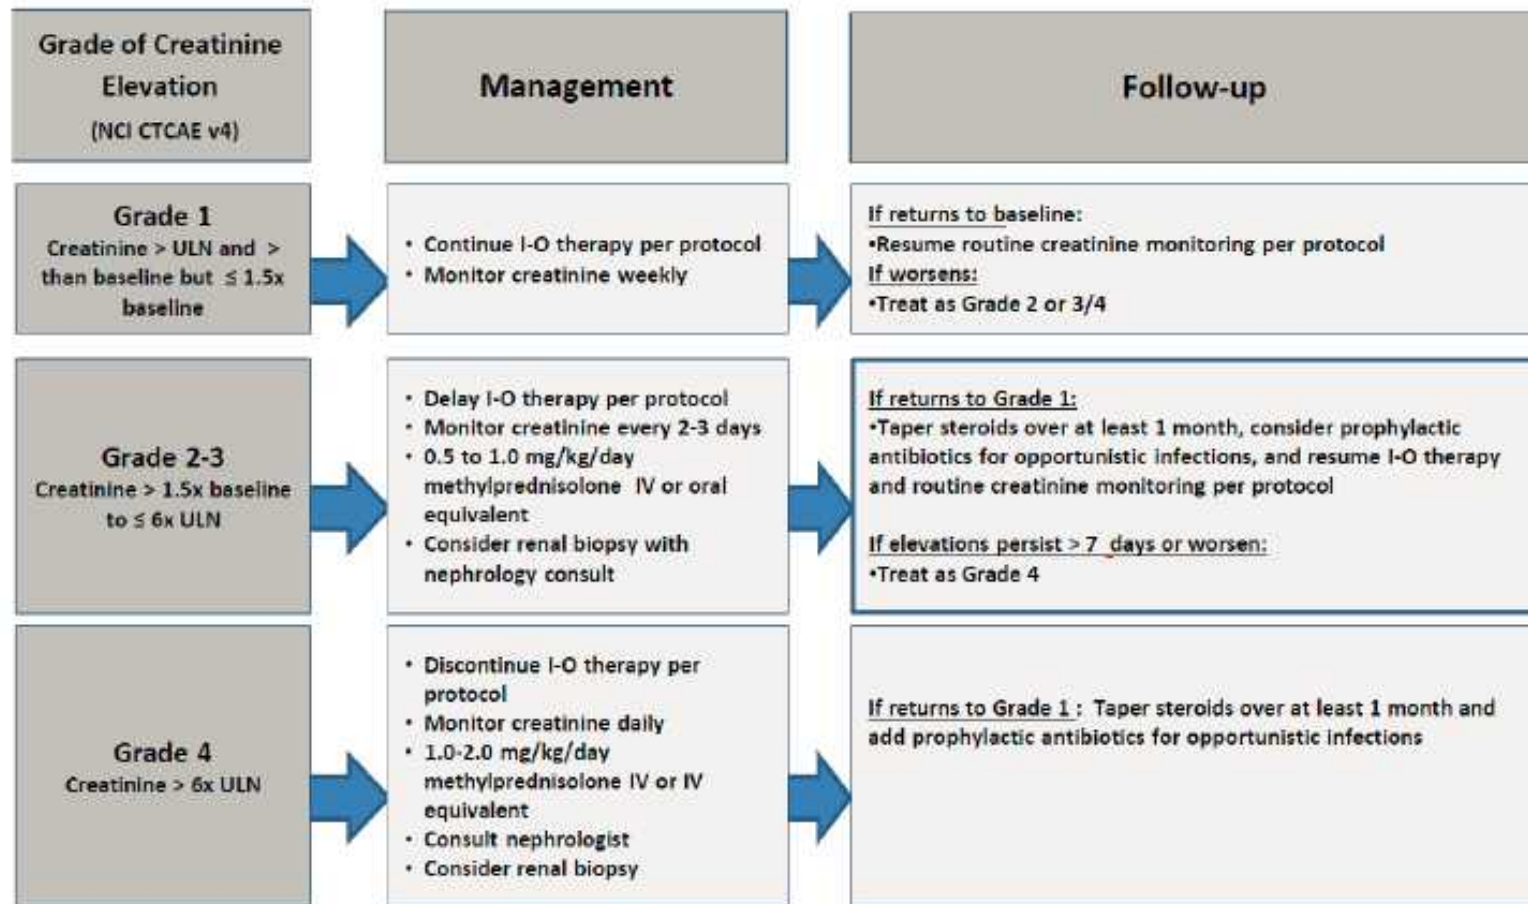 Grade of Creatinine
Elevation
(NCI CTCAE v4)
Management
Follow-up
Grade 1
Creatinine > ULN and >
than baseline but ≤ 1.5x
baseline
• Continue I-O therapy per protocol
• Monitor creatinine weekly
If returns to baseline:
•Resume routine creatinine monitoring per protocol
If worsens:
•Treat as Grade 2 or 3/4
Grade 2-3
Creatinine > 1.5x baseline
to ≤ 6x ULN
• Delay I-O therapy per protocol
• Monitor creatinine every 2-3 days
• 0.5 to 1.0 mg/kg/day
methylprednisolone IV or oral
equivalent
• Consider renal biopsy with
nephrology consult
If returns to Grade 1:
•Taper steroids over at least 1 month, consider prophylactic
antibiotics for opportunistic infections, and resume I-O therapy
and routine creatinine monitoring per protocol
If elevations persist > 7 days or worsen:
•Treat as Grade 4
Grade 4
Creatinine > 6x ULN
• Discontinue I-O therapy per
protocol
• Monitor creatinine daily
• 1.0-2.0 mg/kg/day
methylprednisolone IV or IV
equivalent
• Consult nephrologist
• Consider renal biopsy
If returns to Grade 1 : Taper steroids over at least 1 month and
add prophylactic antibiotics for opportunistic infections